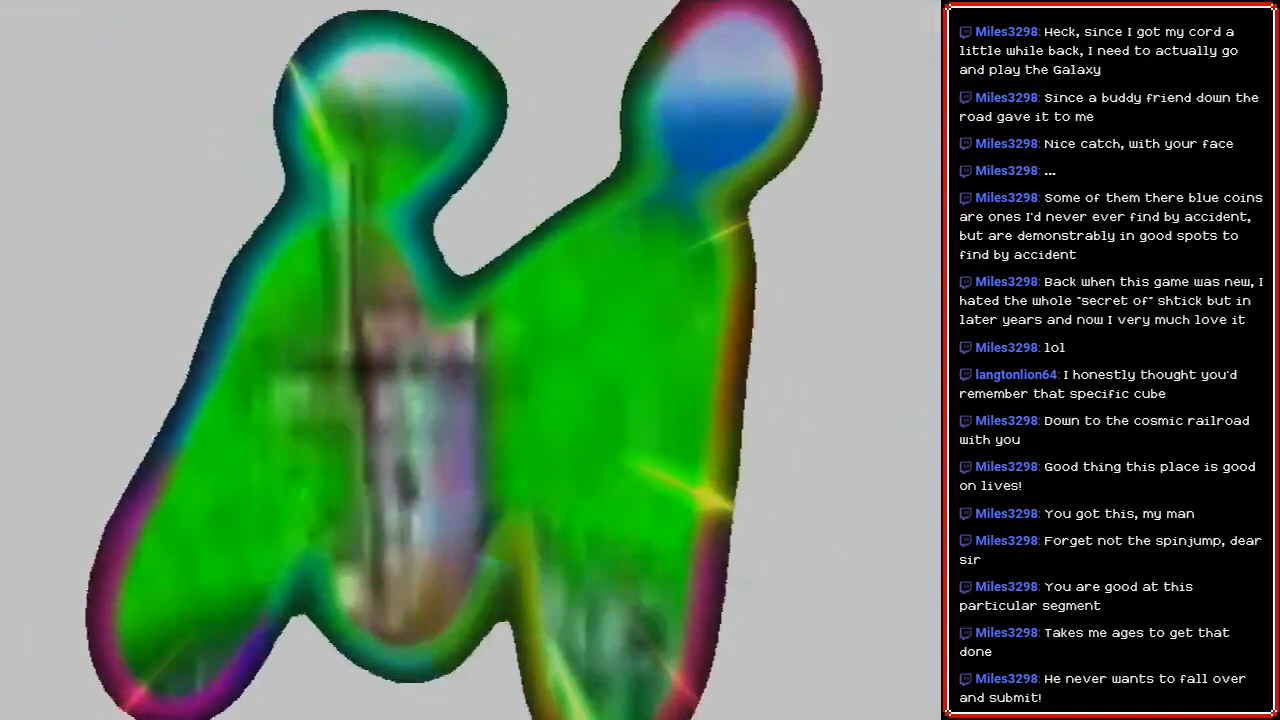 Miles3298: Heck, since I got my cord a
little while back, I need to actually go
and play the Galaxy
Miles3298: Since a buddy friend down the
road gave it to me
Miles3298: Nice catch, with your face
Miles3298: ...
Miles3298: Some of them there blue coins
are ones I'd never ever find by accident,
but are demonstrably in good spots to
find by accident
Miles3298: Back when this game was new, I
hated the whole "secret of" shtick but in
later years and now I very much love it
Miles3298: lol
langtonlion64: I honestly thought you'd
remember that specific cube
Miles3298: Down to the cosmic railroad
with you
Miles3298: Good thing this place is good
on lives!
Miles3298: You got this, my man
Miles3298: Forget not the spinjump, dear
sir
Miles3298: You are good at this
particular segment
Miles3298: Takes me ages to get that
done
Miles3298: He never wants to fall over
and submit!